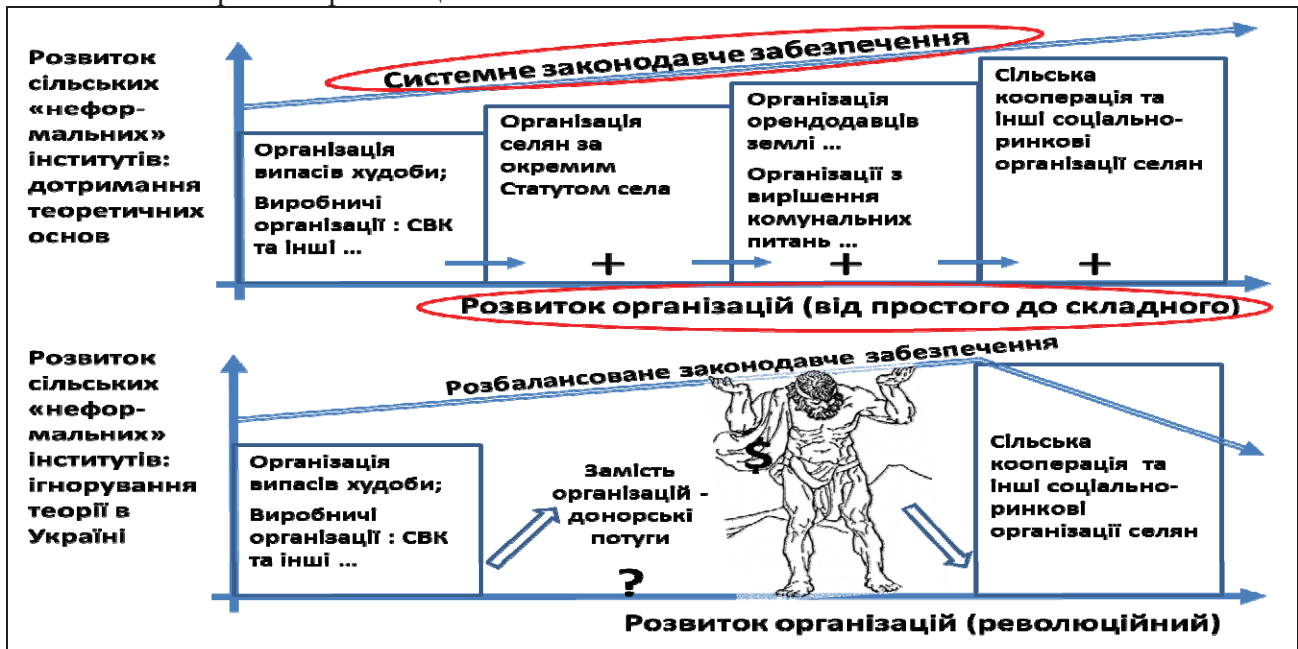 Розвиток
сільських
«нефор-
мальних»
інститутів:
дотримання
теоретичних
основ
Системне законодавче забезпечення
Організація
випасів худоби;
Виробничі
організації : СВК
та інші ...
Організація
селян за
окремим
Статутом села
+
Організація
орендодавців
землі ...
Організації з
вирішення
комунальних
питань ...
+
Сільська
кооперація та
інші соціально-
ринкові
організації селян
+
Розвиток організацій (від простого до складного)
Розвиток
сільських
«нефор-
мальних»
інститутів:
ігнорування
теорії в
Україні
Розбалансоване законодавче забезпечення
Організація
випасів худоби;
Виробничі
організації : СВК
та інші ...
Замість
організацій -
донорські
потуги
?
$
Сільська
кооперація та
інші соціально-
ринкові
організації селян
Розвиток організацій (революційний)